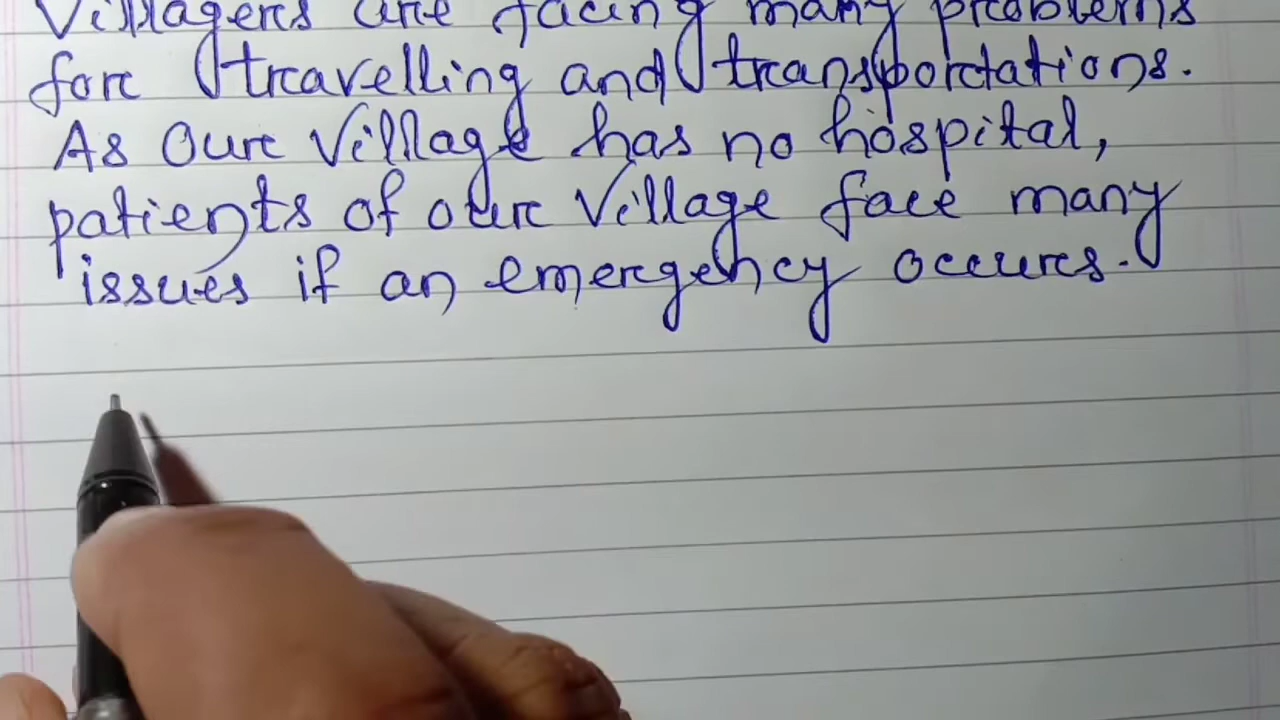 Villagers are facing many problems
for travelling and transportations.
As our village has no hospital,
patients of our village face many
issues if an emergency occures.